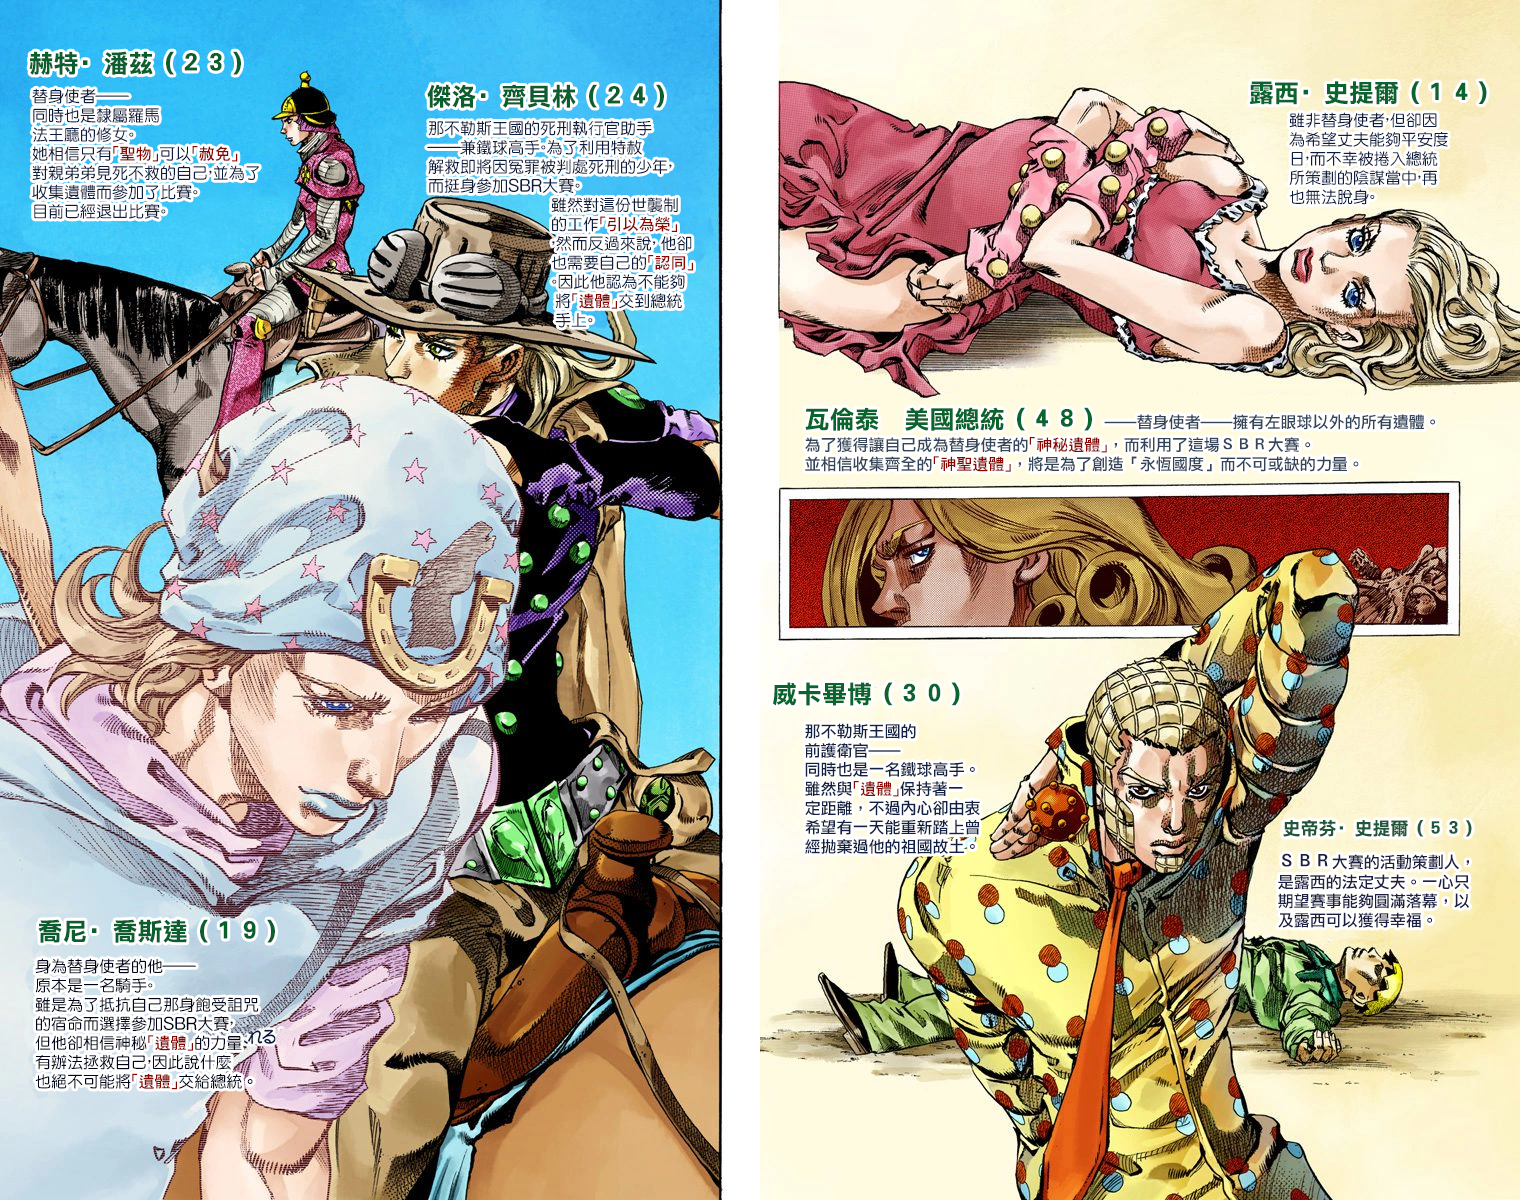 赫特・潘茲（２３）
替身使者——
同時也是隸屬羅馬
法王廳的修女。
她相信只有「聖物」可以「赦免」
對親弟弟見死不救的自己，並為了
收集遺體而參加了比賽。
目前已經退出比賽。
傑洛・齊貝林（２４）
那不勒斯王國的死刑執行官助手
——兼鐵球高手。為了利用特赦
解救即將因冤罪被判處死刑的少年，
而挺身參加SBR大賽。
雖然對這份世襲制
的工作「引以為榮」
，然而反過來說，他卻
也需要自己的「認同」
。因此他認為不能夠
將「遺體」交到總統
手上。
喬尼・喬斯達（１９）
身為替身使者的他——
原本是一名騎手。
雖是為了抵抗自己那身飽受詛咒
的宿命而選擇參加SBR大賽，
但他卻相信神秘「遺體」的力量、れる
有辦法拯救自己，因此說什麼
也絕不可能將「遺體」交給總統。
露西・史提爾（１４）
雖非替身使者，但卻因
為希望丈夫能夠平安度
日，而不幸被捲入總統
所策劃的陰謀當中，再
也無法脫身。
瓦倫泰　美國總統（４８）——替身使者——擁有左眼球以外的所有遺體。
為了獲得讓自己成為替身使者的「神秘遺體」，而利用了這場ＳＢＲ大賽。
並相信收集齊全的「神聖遺體」，將是為了創造「永恆國度」而不可或缺的力量。
威卡畢博（３０）
那不勒斯王國的
前護衛官——
同時也是一名鐵球高手。
雖然與「遺體」保持著一
定距離，不過內心卻由衷
希望有一天能重新踏上曾
經拋棄過他的祖國故土。
史帝芬・史提爾（５３）
ＳＢＲ大賽的活動策劃人，
是露西的法定丈夫。一心只
期望賽事能夠圓滿落幕，以
及露西可以獲得幸福。